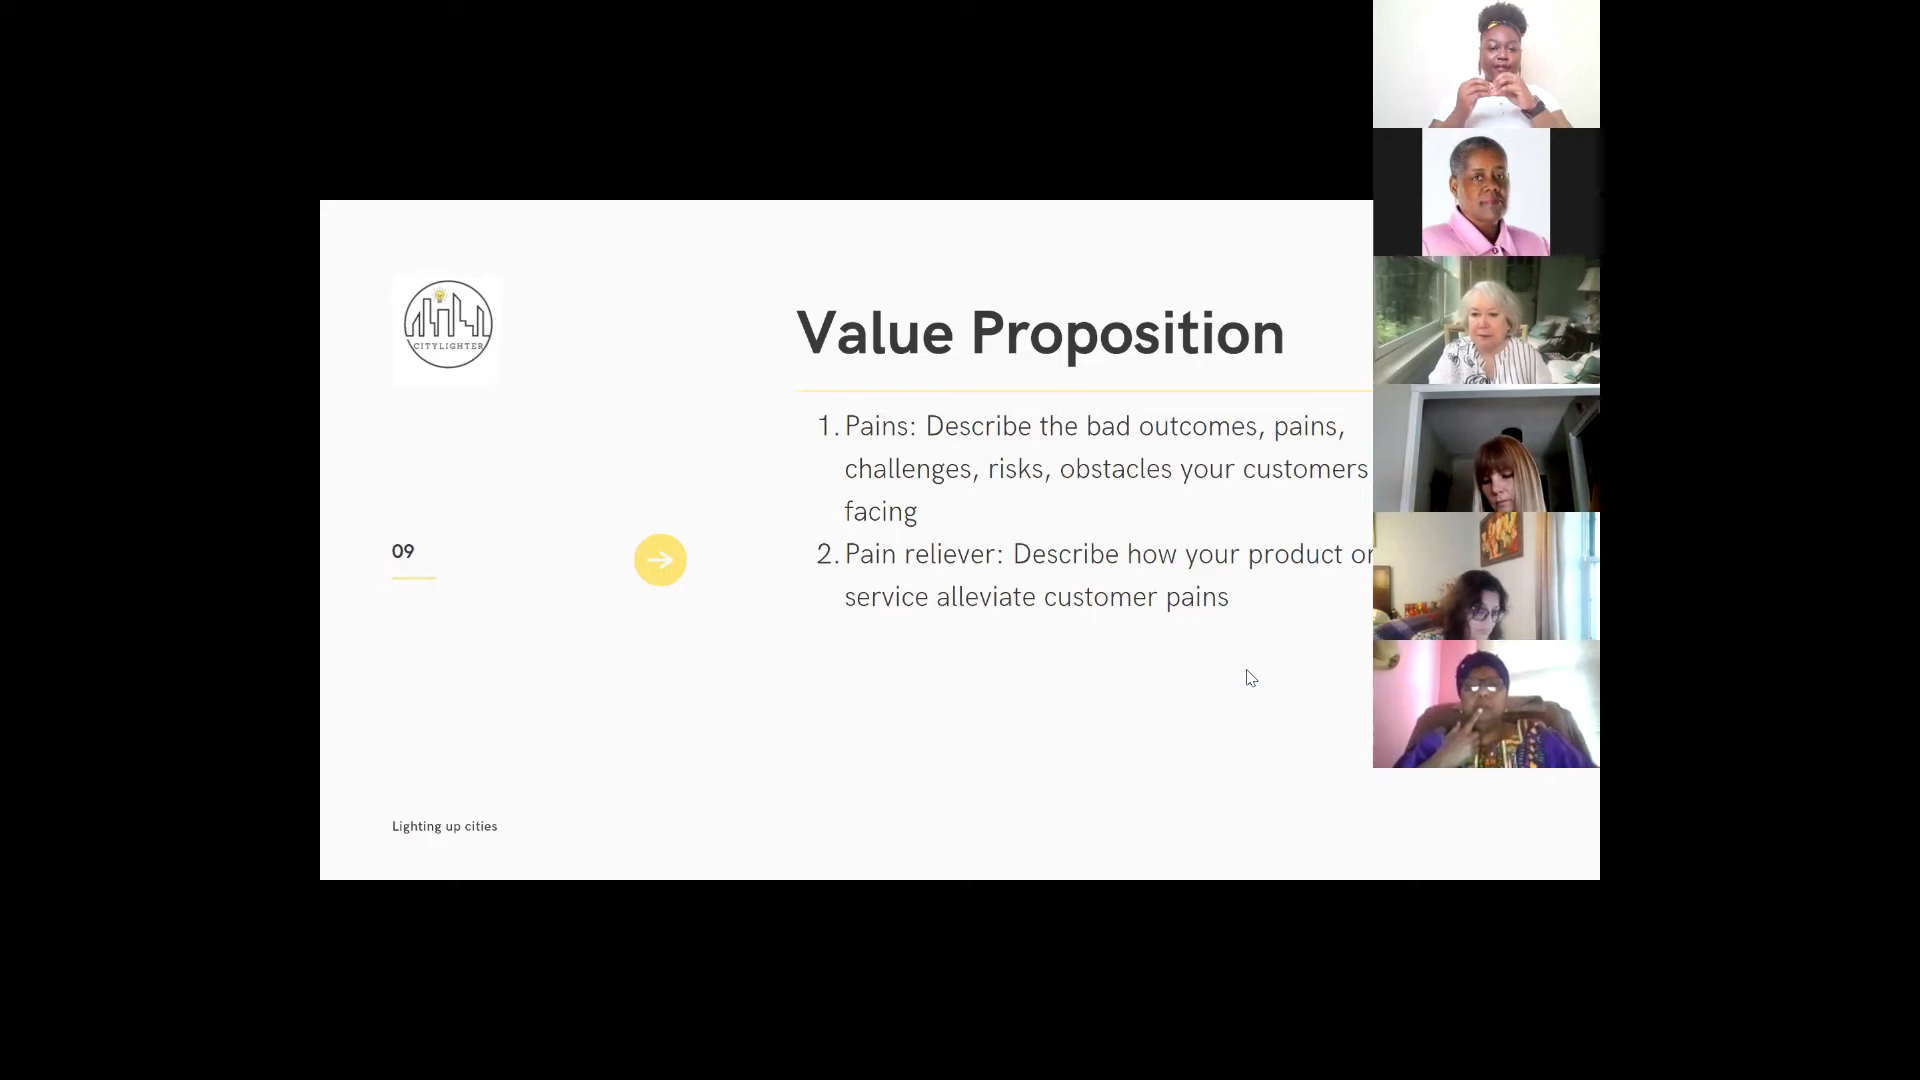 CITYLIGHTER
Value Proposition
1. Pains: Describe the bad outcomes, pains,
challenges, risks, obstacles your customers
facing
2. Pain reliever: Describe how your product or
service alleviate customer pains
09
Lighting up cities